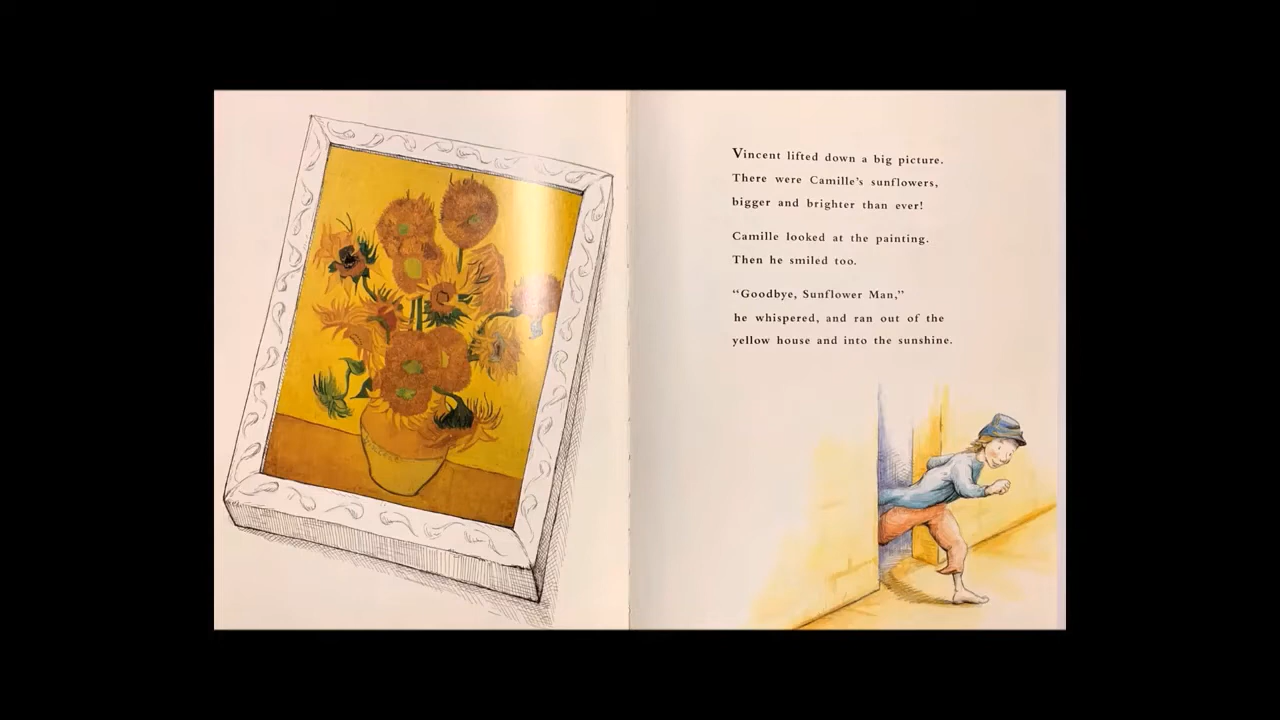 Vincent lifted down a big picture.
There were Camille's sunflowers,
bigger and brighter than ever!
Camille looked at the painting.
Then he smiled too.
“Goodbye, Sunflower Man,”
he whispered, and ran out of the
yellow house and into the sunshine.